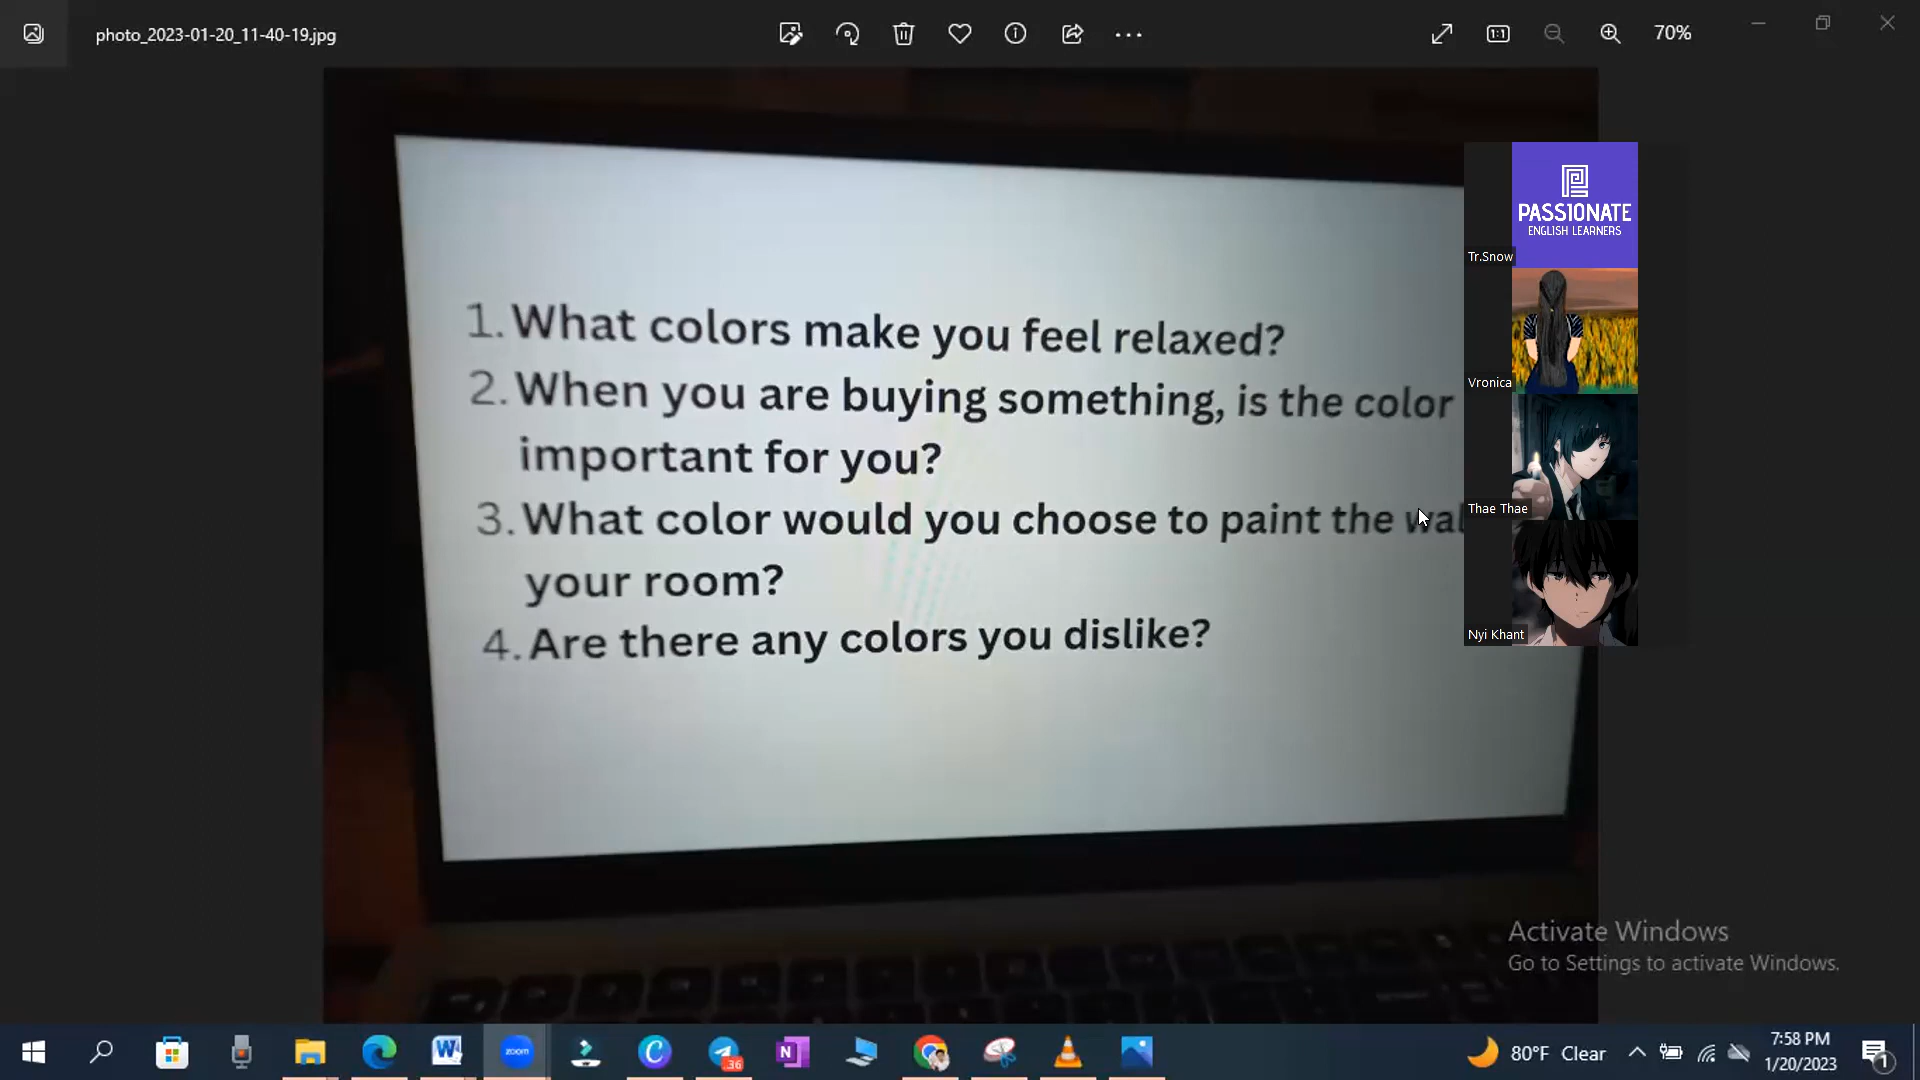 photo_2023-01-20_11-40-19.jpg
70%
PASSIONATE
ENGLISH LEARNERS
Tr.Snow
Vronica
Thae Thae
Nyi Khant
1. What colors make you feel relaxed?
2. When you are buying something, is the color
important for you?
3. What color would you choose to paint the
your room?
4. Are there any colors you dislike?
Activate Windows
Go to Settings to activate Windows.
zoom
36
80°F Clear
7:58 PM
1/20/2023
1